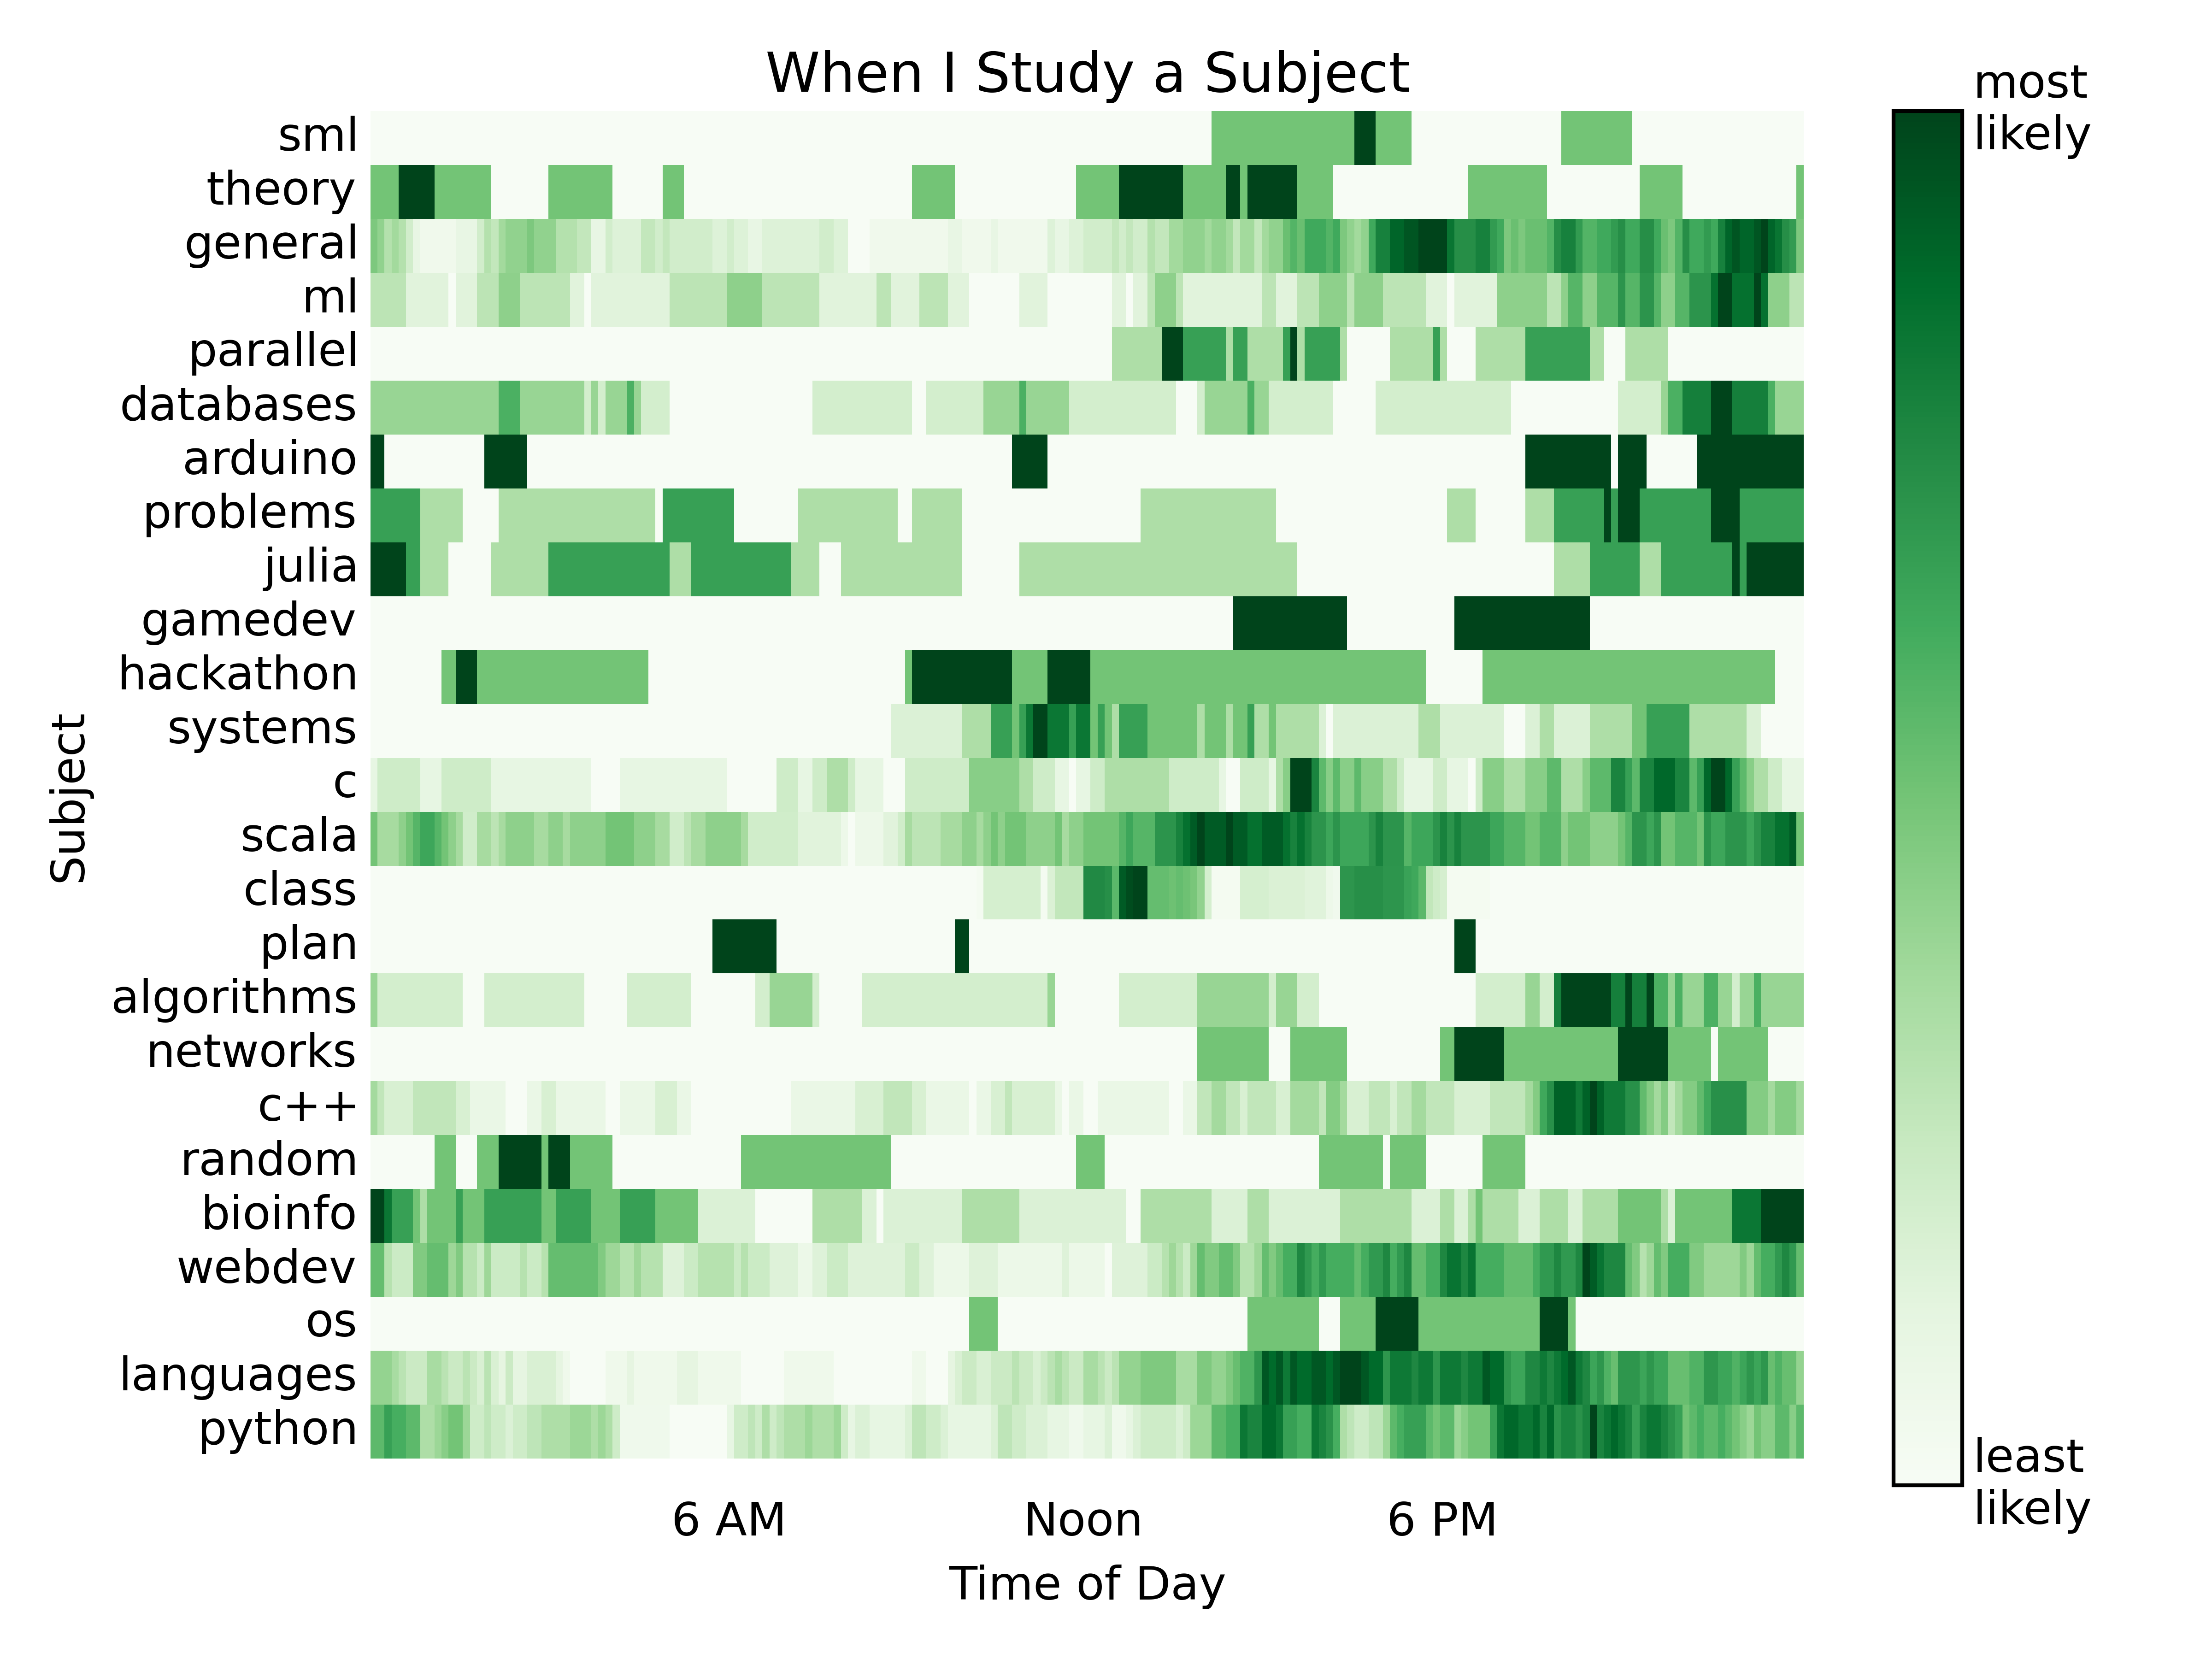 When I Study a Subject
most
likely
sml
theory
general
ml
parallel
databases
arduino
problems
julia
gamedev
hackathon
systems
c
scala
class
plan
algorithms
networks
c++
random
bioinfo
webdev
os
languages
python
Subject
least
likely
6 AM
Noon
6 PM
Time of Day